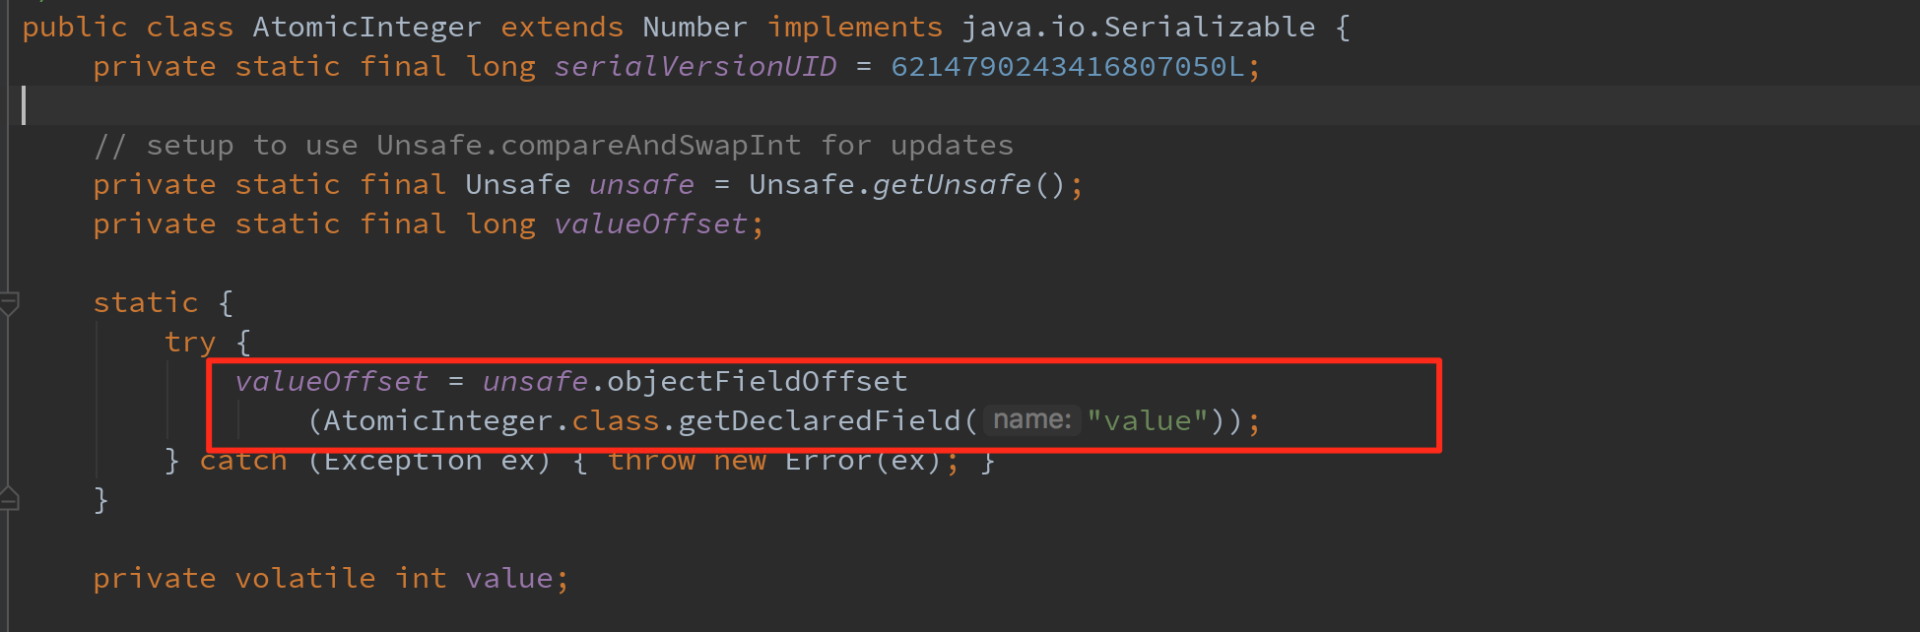 public class AtomicInteger extends Number implements java.io.Serializable {
private static final long serialVersionUID = 6214790243416807050L;
// setup to use Unsafe.compareAndSwapInt for updates
private static final Unsafe unsafe = Unsafe.getUnsafe();
private static final long valueOffset;
static {
try {
valueOffset = unsafe.objectFieldOffset
(AtomicInteger.class.getDeclaredField( name: "value"));
} catch (Exception ex) { throw new Error(ex); }
}
private volatile int value;